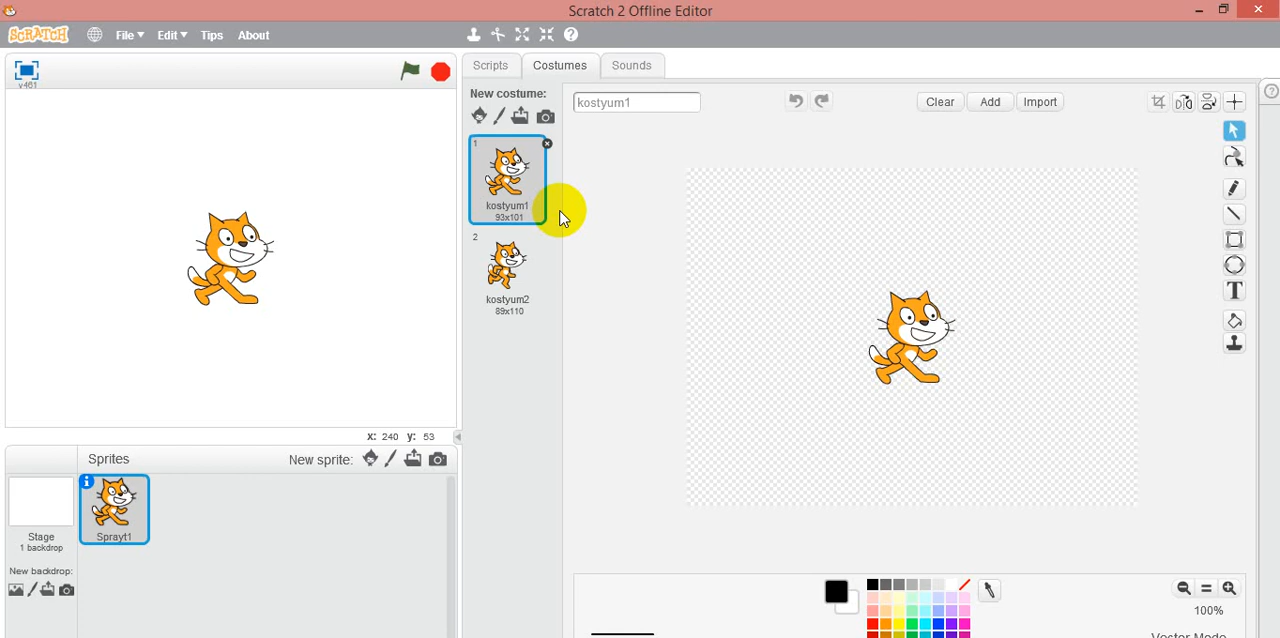 Scratch 2 Offline Editor
SCRATCH File Edit Tips About
v461
Scripts Costumes Sounds
New costume:
kostyum1
Clear Add Import
1
kostyum1
93x101
2
kostyum2
89x110
x: 240 y: 53
Sprites New sprite:
Sprayt1
Stage
1 backdrop
New backdrop:
T
100%
Vector Mode